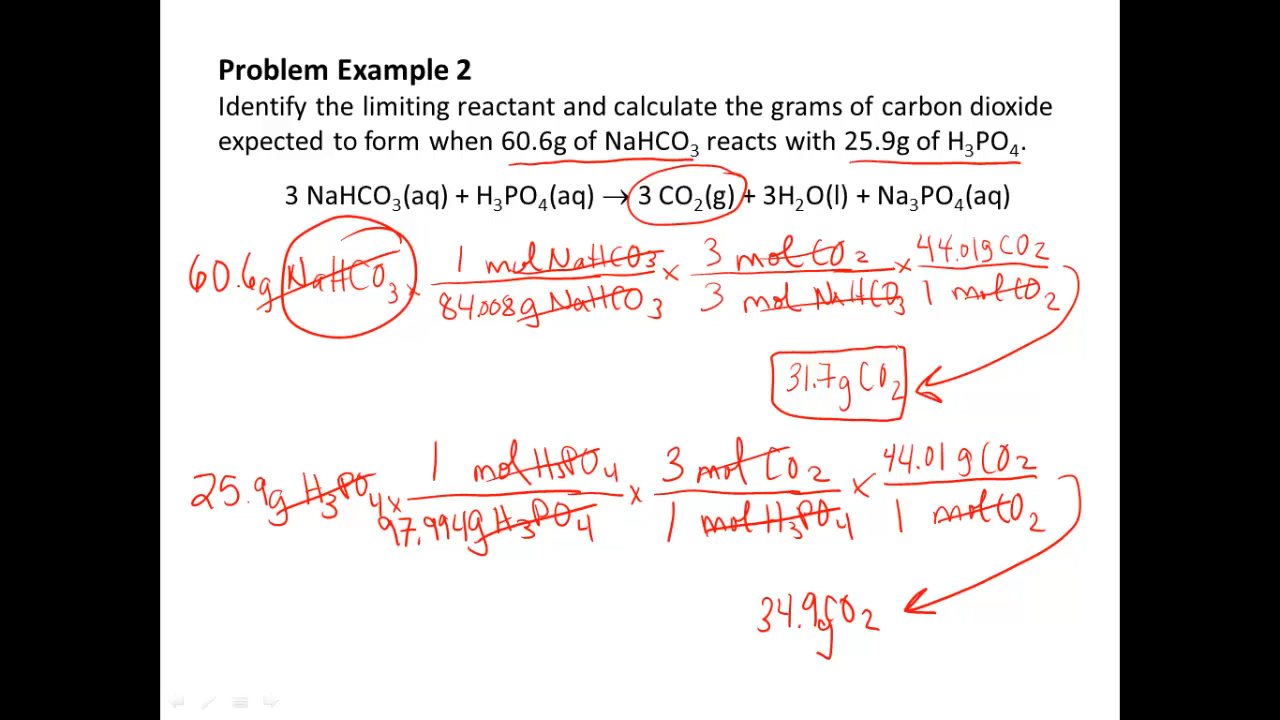 Problem Example 2
Identify the limiting reactant and calculate the grams of carbon dioxide
expected to form when 60.6g of NaHCO₃ reacts with 25.9g of H₃PO₄.
3 NaHCO₃(aq) + H₃PO₄(aq) → 3 CO₂(g) + 3H₂O(l) + Na₃PO₄(aq)
60.6g NaHCO₃ × 1 mol NaHCO3 / 84.008g NaHCO3 × 3 mol CO2 / 3 mol NaHCO3 × 44.01g CO2 / 1 mol CO2
31.7g CO2
25.9g H3PO4 × 1 mol H3PO4 / 97.994g H3PO4 × 3 mol CO2 / 1 mol H3PO4 × 44.01g CO2 / 1 mol CO2
34.9g CO2